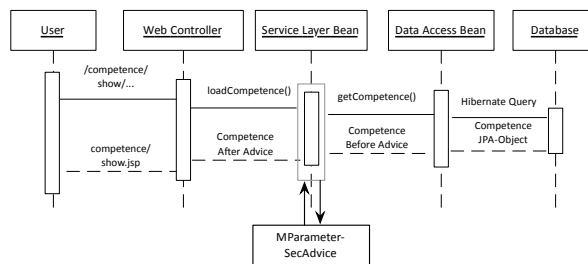 User
Web Controller
Service Layer Bean
Data Access Bean
Database
/competence/
show/...
loadCompetence()
getCompetence()
Hibernate Query
competence/
show.jsp
Competence
After Advice
Competence
Before Advice
Competence
JPA-Object
MParameter-
SecAdvice